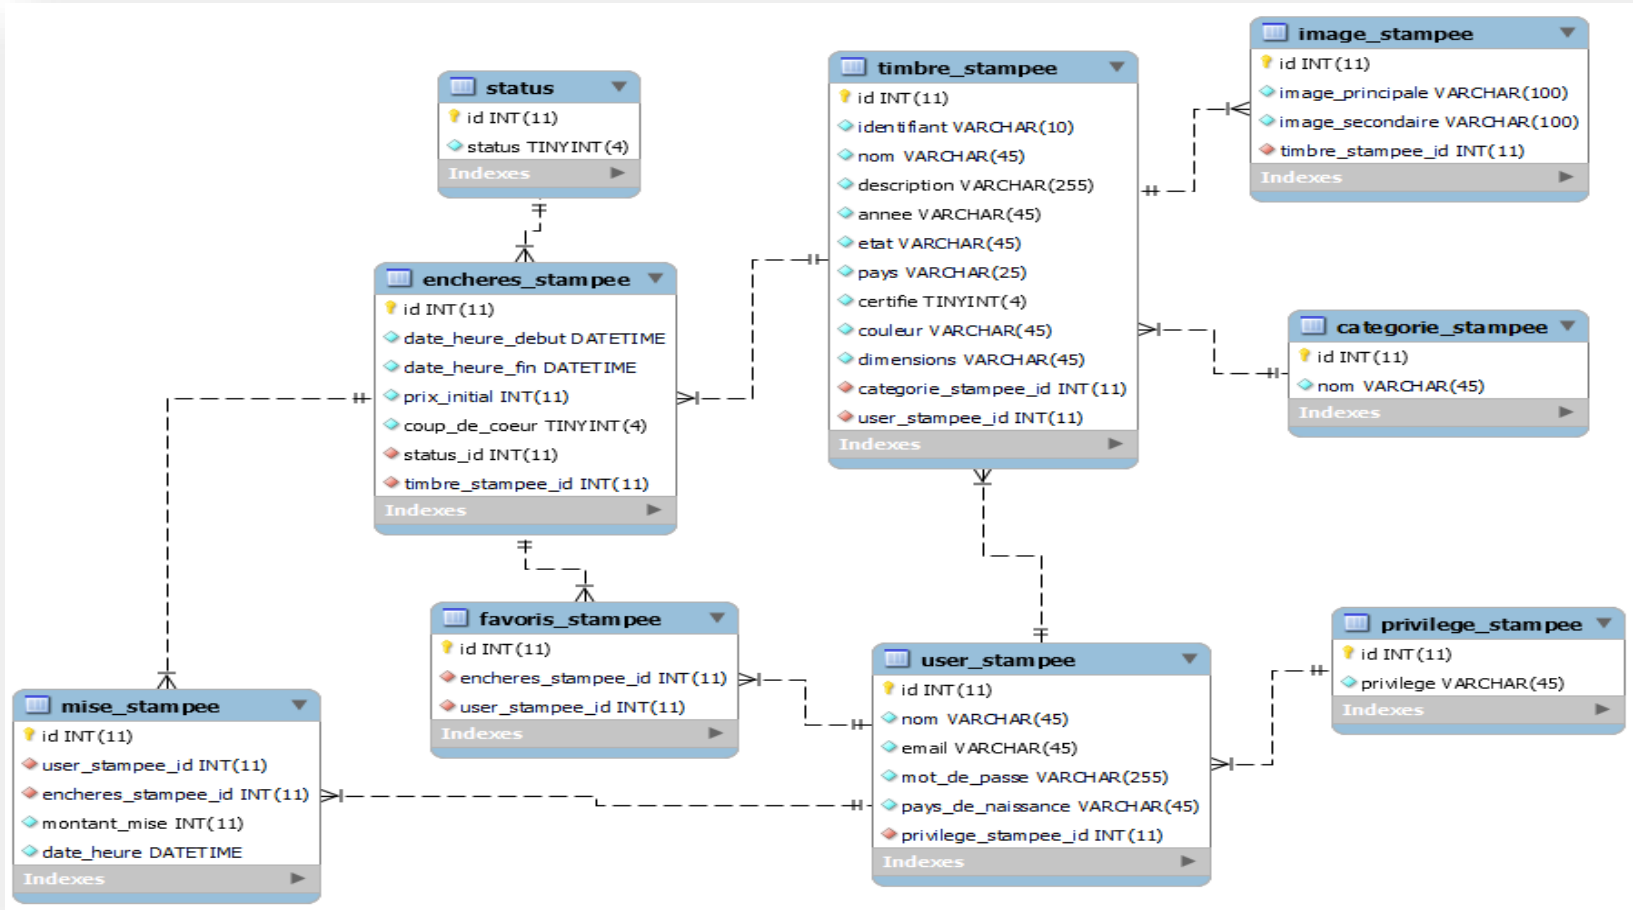 status
id INT(11)
status TINYINT(4)
Indexes
encheres_stampee
id INT(11)
date_heure_debut DATETIME
date_heure_fin DATETIME
prix_initial INT(11)
coup_de_coeur TINYINT(4)
status_id INT(11)
timbre_stampee_id INT(11)
Indexes
timbre_stampee
id INT(11)
identifiant VARCHAR(10)
nom VARCHAR(45)
description VARCHAR(255)
annee VARCHAR(45)
etat VARCHAR(45)
pays VARCHAR(25)
certifie TINYINT(4)
couleur VARCHAR(45)
dimensions VARCHAR(45)
categorie_stampee_id INT(11)
user_stampee_id INT(11)
Indexes
image_stampee
id INT(11)
image_principale VARCHAR(100)
image_secondaire VARCHAR(100)
timbre_stampee_id INT(11)
Indexes
categorie_stampee
id INT(11)
nom VARCHAR(45)
Indexes
favoris_stampee
id INT(11)
encheres_stampee_id INT(11)
user_stampee_id INT(11)
Indexes
mise_stampee
id INT(11)
user_stampee_id INT(11)
encheres_stampee_id INT(11)
montant_mise INT(11)
date_heure DATETIME
Indexes
user_stampee
id INT(11)
nom VARCHAR(45)
email VARCHAR(45)
mot_de_passe VARCHAR(255)
pays_de_naissance VARCHAR(45)
privilege_stampee_id INT(11)
Indexes
privilege_stampee
id INT(11)
privilege VARCHAR(45)
Indexes